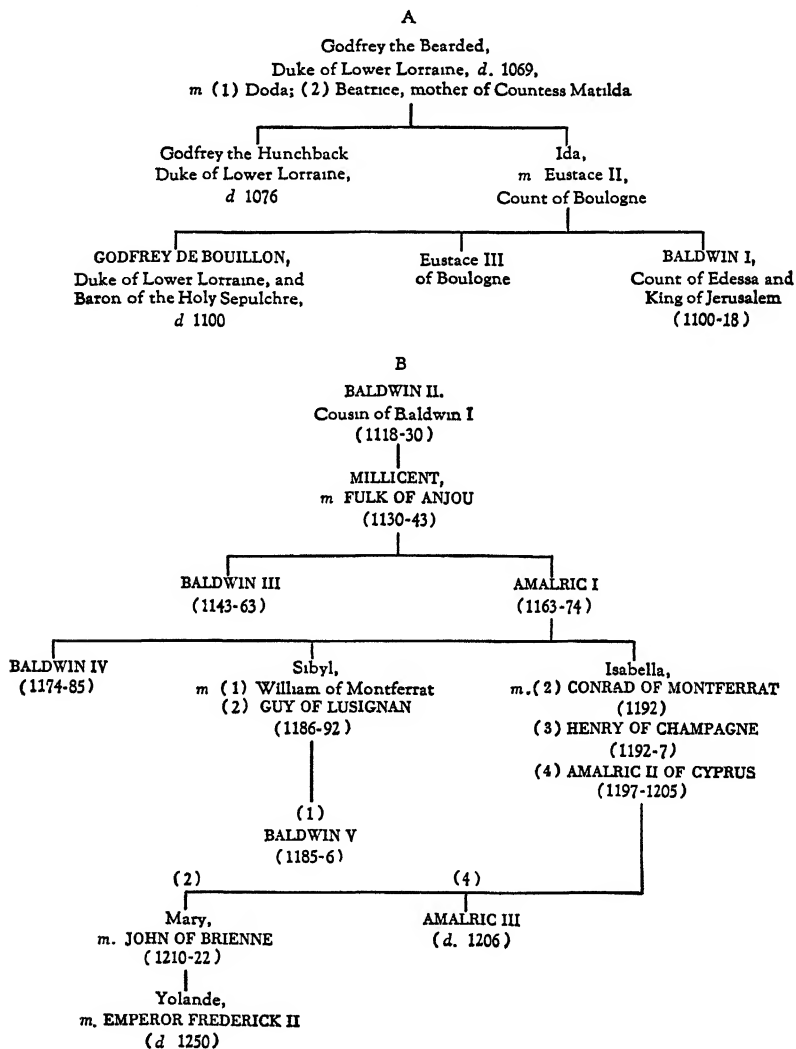 A
Godfrey the Bearded,
Duke of Lower Lorraine, d. 1069,
m (1) Doda; (2) Beatrice, mother of Countess Matilda
Godfrey the Hunchback
Duke of Lower Lorraine,
d 1076
Ida,
m Eustace II,
Count of Boulogne
GODFREY DE BOUILLON,
Duke of Lower Lorraine, and
Baron of the Holy Sepulchre,
d 1100
Eustace III
of Boulogne
BALDWIN I,
Count of Edessa and
King of Jerusalem
(1100-18)
B
BALDWIN II.
Cousin of Baldwin I
(1118-30)
MILLICENT,
m FULK OF ANJOU
(1130-43)
BALDWIN III
(1143-63)
AMALRIC I
(1163-74)
BALDWIN IV
(1174-85)
Sibyl,
m (1) William of Montferrat
(2) GUY OF LUSIGNAN
(1186-92)
Isabella,
m.(2) CONRAD OF MONTFERRAT
(1192)
(3) HENRY OF CHAMPAGNE
(1192-7)
(4) AMALRIC II OF CYPRUS
(1197-1205)
(1)
BALDWIN V
(1185-6)
(2)
Mary,
m. JOHN OF BRIENNE
(1210-22)
(4)
AMALRIC III
(d. 1206)
Yolande,
m. EMPEROR FREDERICK II
(d 1250)